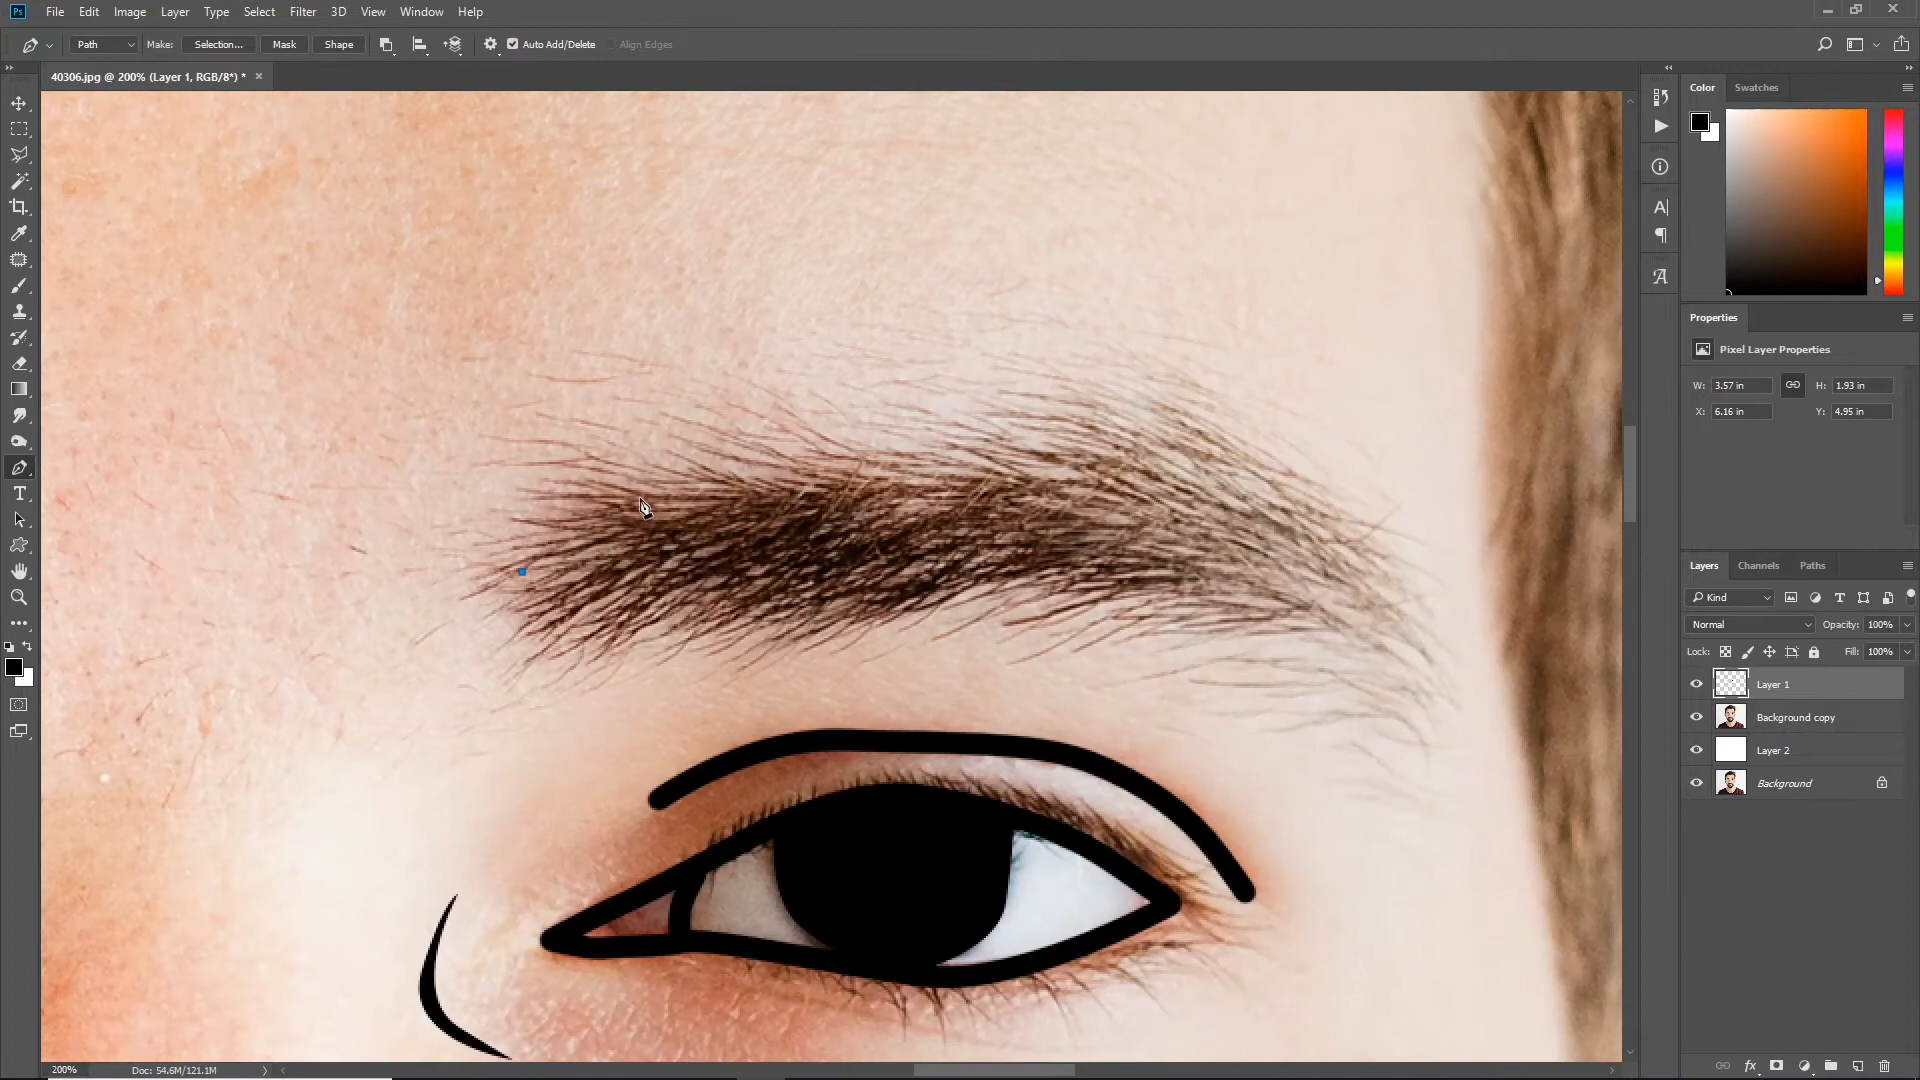 Ps File Edit Image Layer Type Select Filter 3D View Window Help
Path Make: Selection... Mask Shape Auto Add/Delete Align Edges
40306.jpg @ 200% (Layer 1, RGB/8*) * ×
Color Swatches
Properties
Pixel Layer Properties
W: 3.57 in H: 1.93 in
X: 6.16 in Y: 4.95 in
Layers Channels Paths
Kind
Normal Opacity: 100%
Lock: Fill: 100%
Layer 1
Background copy
Layer 2
Background
200% Doc: 54.6M/121.1M